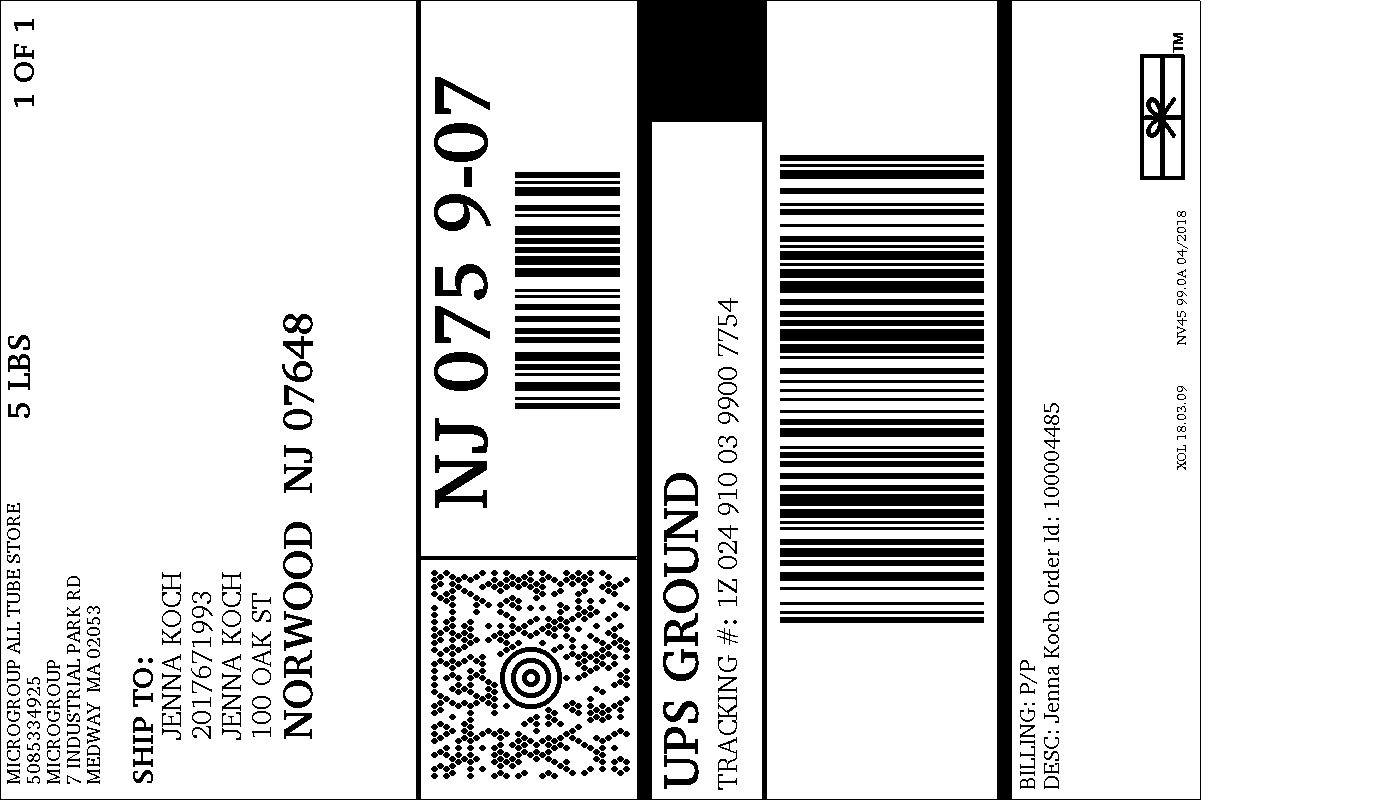 MICROGROUP ALL TUBE STORE
5085334925
MICROGROUP
7 INDUSTRIAL PARK RD
MEDWAY MA 02053
5 LBS
1 OF 1
SHIP TO:
JENNA KOCH
2017671993
JENNA KOCH
100 OAK ST
NORWOOD NJ 07648
NJ 075 9-07
UPS GROUND
TRACKING #: 1Z 024 910 03 9900 7754
BILLING: P/P
DESC: Jenna Koch Order Id: 100004485
XOL 18.03.09 NV45 99.0A 04/2018
TM